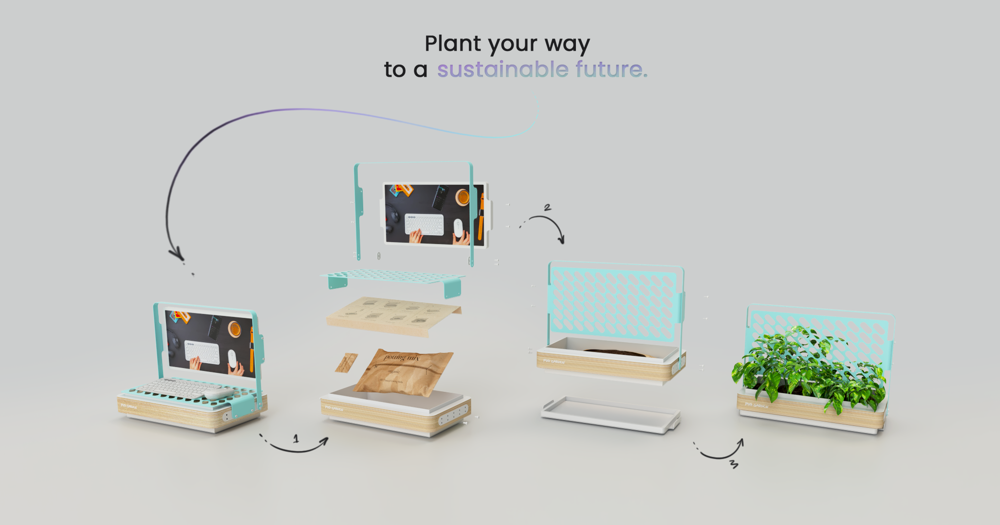 Plant your way
to a sustainable future.
2
potting mix
organic
1
3